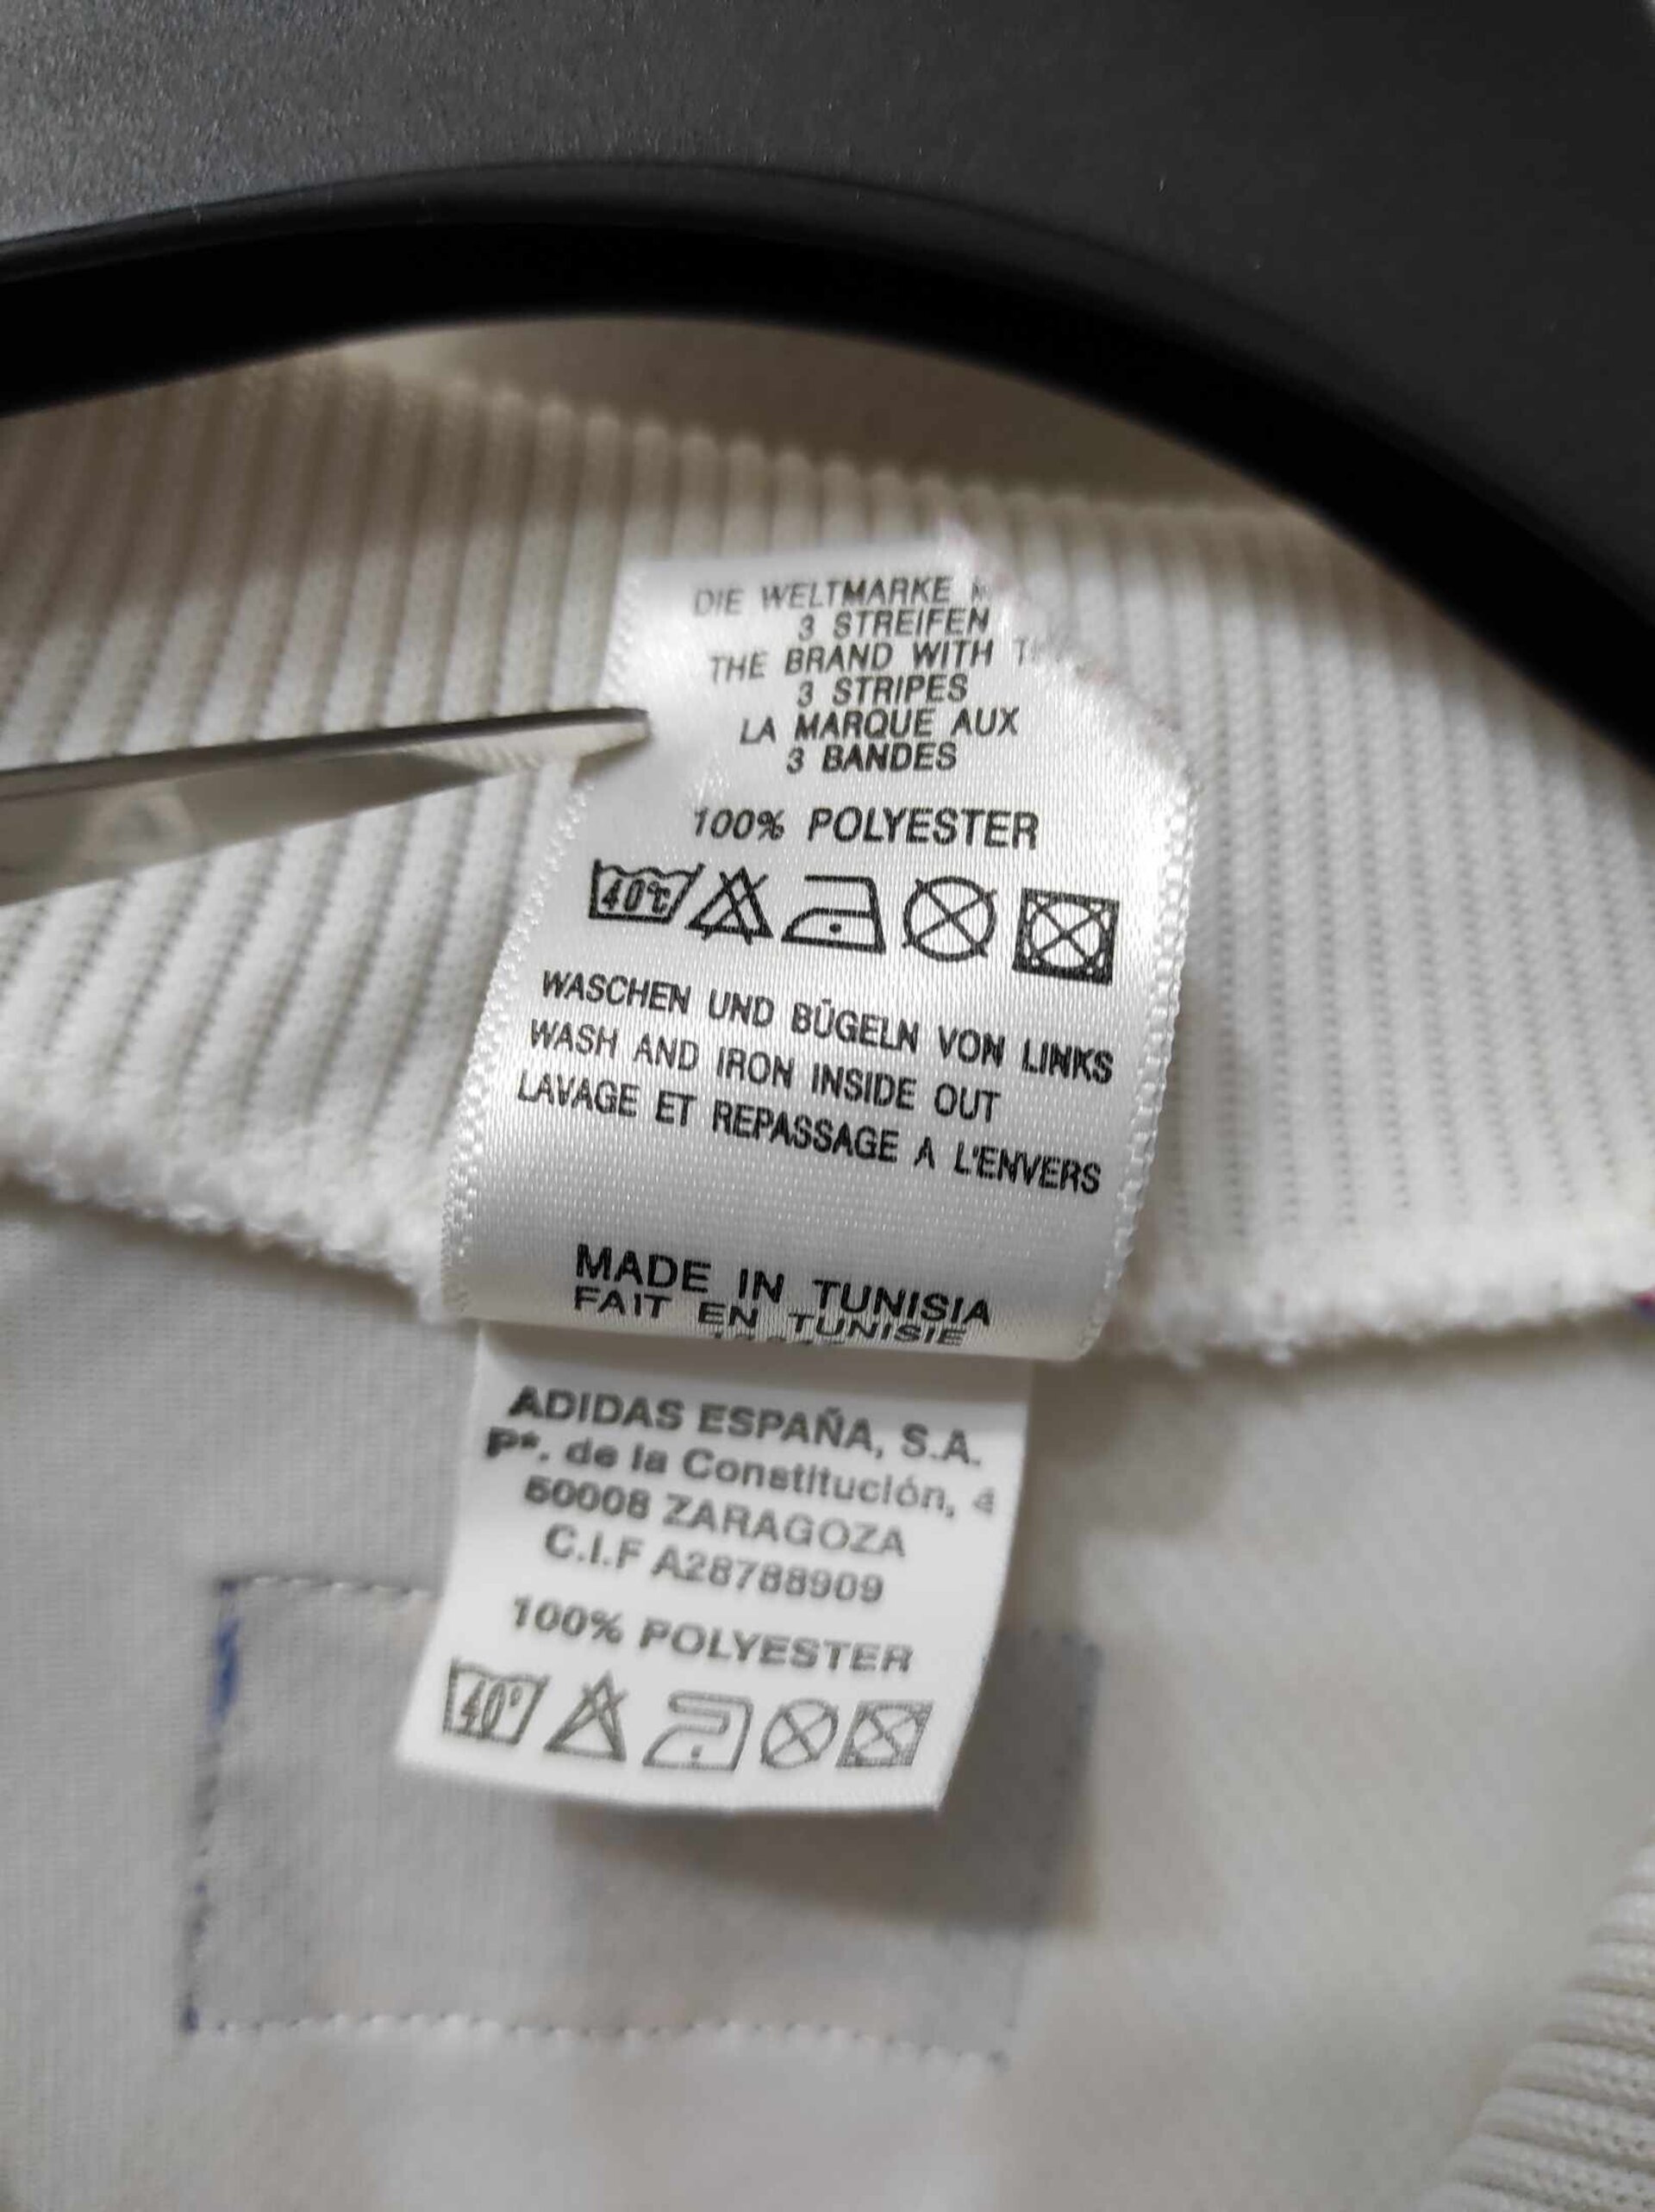 DIE WELTMARKE
3 STREIFEN
THE BRAND WITH
3 STRIPES
LA MARQUE AUX
3 BANDES
100% POLYESTER
40°C
WASCHEN UND BÜGELN VON LINKS
WASH AND IRON INSIDE OUT
LAVAGE ET REPASSAGE A L'ENVERS
MADE IN TUNISIA
FAIT EN TUNISIE
ADIDAS ESPAÑA, S.A.
Pº. de la Constitución, 4
50008 ZARAGOZA
C.I.F A28788909
100% POLYESTER
40°